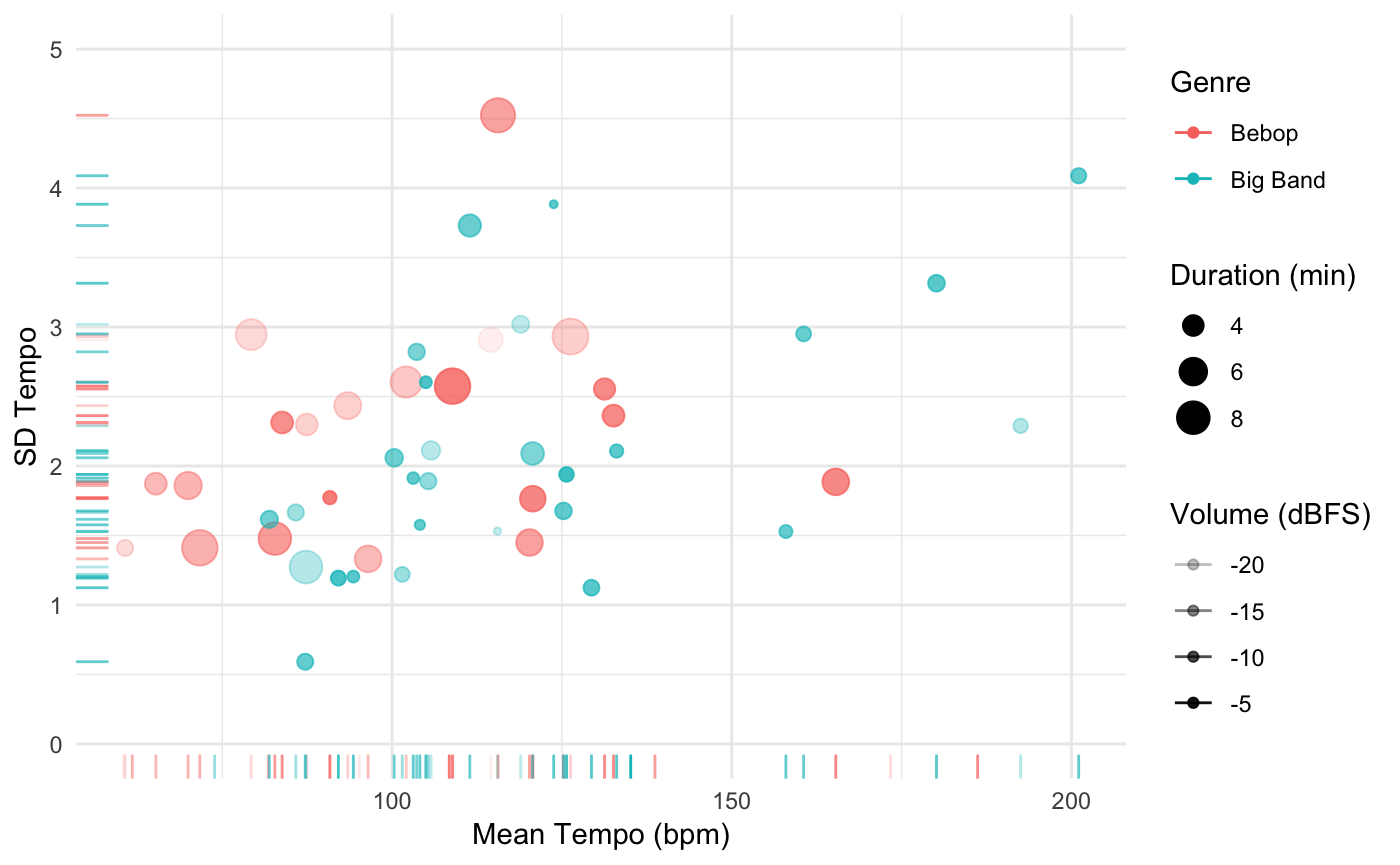 5
4
3
2
1
0
SD Tempo
100
150
200
Mean Tempo (bpm)
Genre
Bebop
Big Band
Duration (min)
4
6
8
Volume (dBFS)
-20
-15
-10
-5